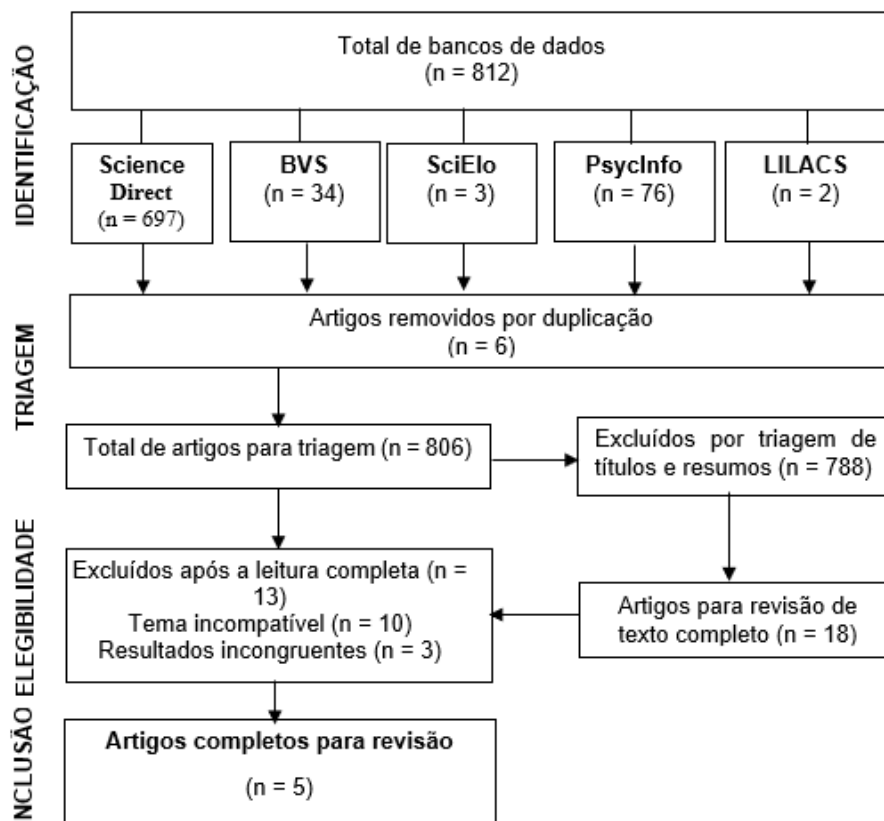 IDENTIFICAÇÃO
Total de bancos de dados
(n = 812)
Science
Direct
(n = 697)
BVS
(n = 34)
SciElo
(n = 3)
PsycInfo
(n = 76)
LILACS
(n = 2)
TRIAGEM
Artigos removidos por duplicação
(n = 6)
Total de artigos para triagem (n = 806)
Excluídos por triagem de
títulos e resumos (n = 788)
ELEGIBILIDADE
Excluídos após a leitura completa (n =
13)
Tema incompatível (n = 10)
Resultados incongruentes (n = 3)
Artigos para revisão de
texto completo (n = 18)
NCLUSÃO
Artigos completos para revisão
(n = 5)